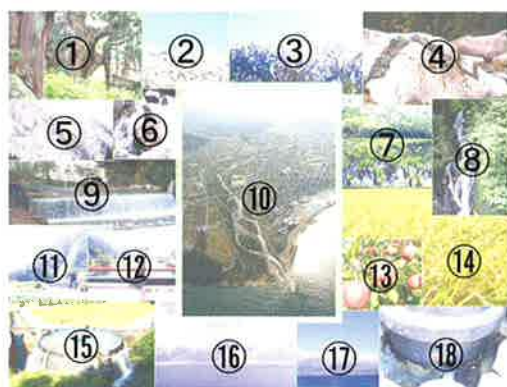 ① ② ③ ④
⑤ ⑥ ⑦ ⑧
⑨ ⑩
⑪ ⑫ ⑬ ⑭
⑮ ⑯ ⑰ ⑱